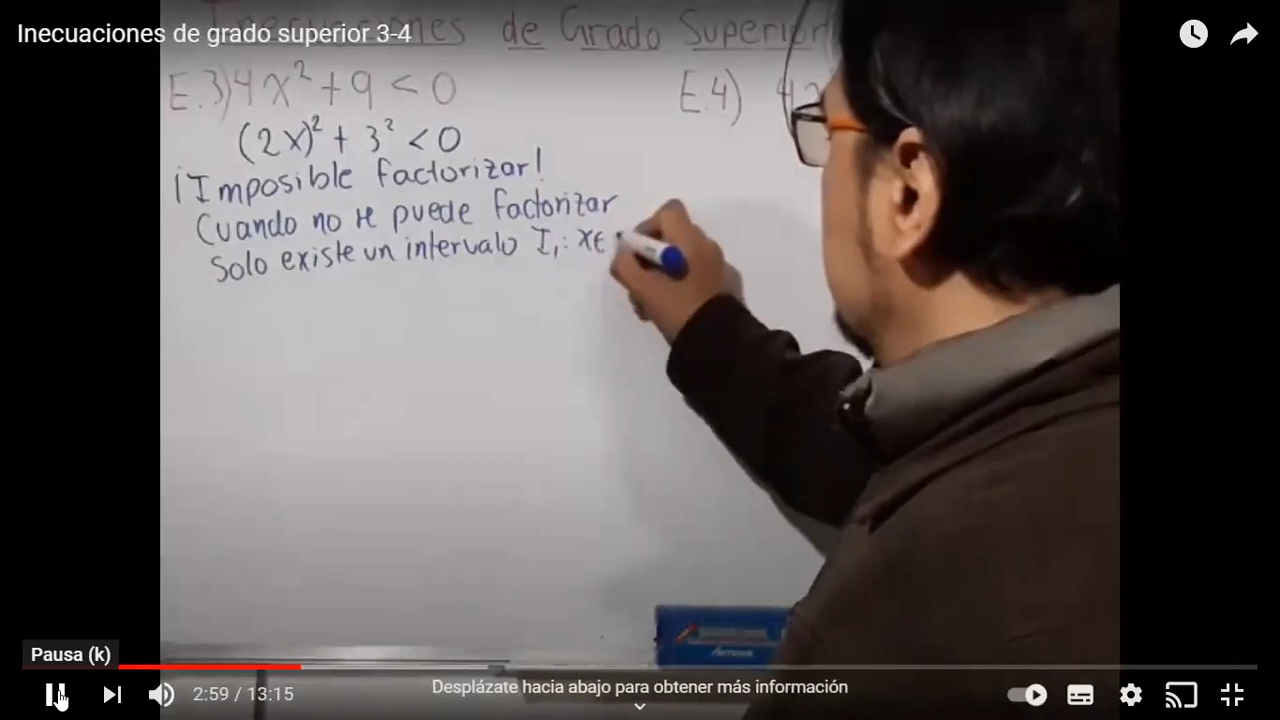 Inecuaciones de grado superior 3-4
Inecuaciones de Grado Superior
E.3) 4x² + 9 < 0
E.4)
(2x)² + 3² < 0
¡Imposible factorizar!
Cuando no se puede factorizar
Solo existe un intervalo I₁: x∈
Pausa (k)
2:59 / 13:15
Desplázate hacia abajo para obtener más información